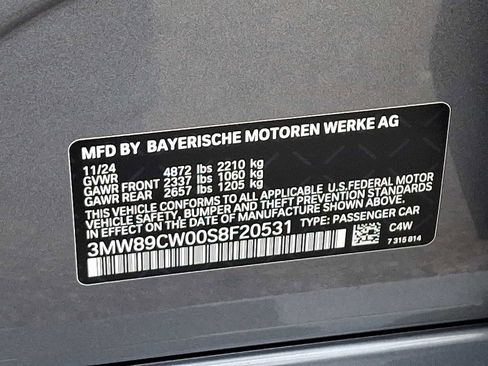 MFD BY BAYERISCHE MOTOREN WERKE AG
11/24
GVWR 4872 lbs 2210 kg
GAWR FRONT 2337 lbs 1060 kg
GAWR REAR 2657 lbs 1205 kg
THIS VEHICLE CONFORMS TO ALL APPLICABLE U.S.FEDERAL MOTOR
VEHICLE SAFETY, BUMPER, AND THEFT PREVENTION STANDARDS
IN EFFECT ON THE DATE OF MANUFACTURE SHOWN ABOVE.
3MW89CW00S8F20531 TYPE: PASSENGER CAR
C4W
7 315 014